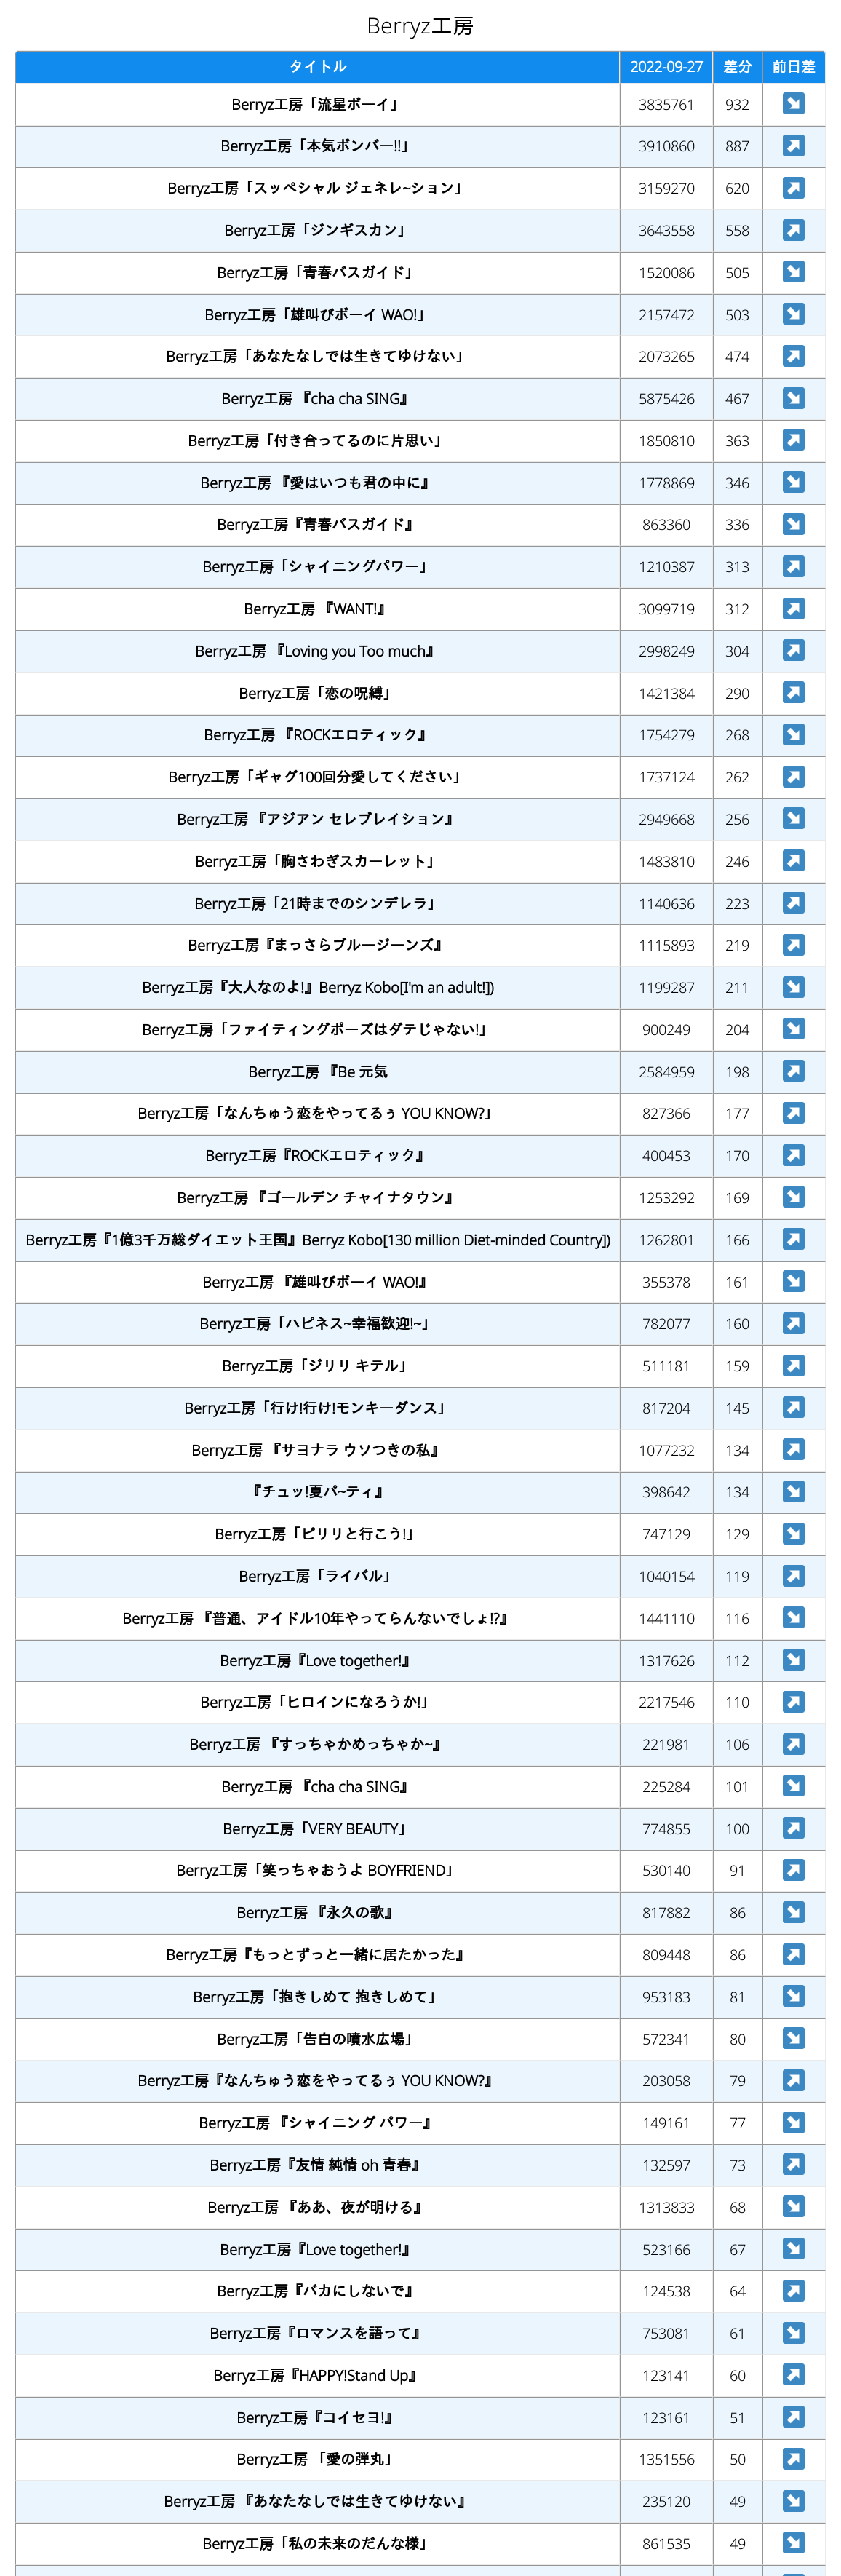 Berryz工房
タイトル 2022-09-27 差分 前日差
Berryz工房「流星ボーイ」 3835761 932 ↘
Berryz工房「本気ボンバー!!」 3910860 887 ↗
Berryz工房「スッペシャル ジェネレ~ション」 3159270 620 ↗
Berryz工房「ジンギスカン」 3643558 558 ↗
Berryz工房「青春バスガイド」 1520086 505 ↘
Berryz工房「雄叫びボーイ WAO!」 2157472 503 ↘
Berryz工房「あなたなしでは生きてゆけない」 2073265 474 ↗
Berryz工房 『cha cha SING』 5875426 467 ↘
Berryz工房「付き合ってるのに片思い」 1850810 363 ↗
Berryz工房 『愛はいつも君の中に』 1778869 346 ↘
Berryz工房『青春バスガイド』 863360 336 ↘
Berryz工房「シャイニングパワー」 1210387 313 ↗
Berryz工房 『WANT!』 3099719 312 ↗
Berryz工房 『Loving you Too much』 2998249 304 ↗
Berryz工房「恋の呪縛」 1421384 290 ↗
Berryz工房 『ROCKエロティック』 1754279 268 ↘
Berryz工房「ギャグ100回分愛してください」 1737124 262 ↗
Berryz工房 『アジアン セレブレイション』 2949668 256 ↘
Berryz工房「胸さわぎスカーレット」 1483810 246 ↗
Berryz工房「21時までのシンデレラ」 1140636 223 ↗
Berryz工房『まっさらブルージーンズ』 1115893 219 ↗
Berryz工房『大人なのよ!』Berryz Kobo[I'm an adult!]) 1199287 211 ↘
Berryz工房「ファイティングポーズはダテじゃない!」 900249 204 ↘
Berryz工房 『Be 元気 2584959 198 ↗
Berryz工房「なんちゅう恋をやってるぅ YOU KNOW?」 827366 177 ↗
Berryz工房『ROCKエロティック』 400453 170 ↗
Berryz工房 『ゴールデン チャイナタウン』 1253292 169 ↘
Berryz工房『1億3千万総ダイエット王国』Berryz Kobo[130 million Diet-minded Country]) 1262801 166 ↗
Berryz工房 『雄叫びボーイ WAO!』 355378 161 ↘
Berryz工房「ハピネス~幸福歓迎!~」 782077 160 ↗
Berryz工房「ジリリ キテル」 511181 159 ↗
Berryz工房「行け!行け!モンキーダンス」 817204 145 ↗
Berryz工房 『サヨナラ ウソつきの私』 1077232 134 ↗
『チュッ!夏パ~ティ』 398642 134 ↘
Berryz工房「ピリリと行こう!」 747129 129 ↘
Berryz工房「ライバル」 1040154 119 ↗
Berryz工房 『普通、アイドル10年やってらんないでしょ!?』 1441110 116 ↘
Berryz工房『Love together!』 1317626 112 ↘
Berryz工房「ヒロインになろうか!」 2217546 110 ↗
Berryz工房 『すっちゃかめっちゃか~』 221981 106 ↗
Berryz工房 『cha cha SING』 225284 101 ↘
Berryz工房「VERY BEAUTY」 774855 100 ↗
Berryz工房「笑っちゃおうよ BOYFRIEND」 530140 91 ↗
Berryz工房 『永久の歌』 817882 86 ↘
Berryz工房『もっとずっと一緒に居たかった』 809448 86 ↗
Berryz工房「抱きしめて 抱きしめて」 953183 81 ↘
Berryz工房「告白の噴水広場」 572341 80 ↘
Berryz工房『なんちゅう恋をやってるぅ YOU KNOW?』 203058 79 ↗
Berryz工房 『シャイニング パワー』 149161 77 ↘
Berryz工房『友情 純情 oh 青春』 132597 73 ↗
Berryz工房 『ああ、夜が明ける』 1313833 68 ↘
Berryz工房『Love together!』 523166 67 ↘
Berryz工房『バカにしないで』 124538 64 ↗
Berryz工房『ロマンスを語って』 753081 61 ↘
Berryz工房『HAPPY!Stand Up』 123141 60 ↗
Berryz工房『コイセヨ!』 123161 51 ↗
Berryz工房 「愛の弾丸」 1351556 50 ↗
Berryz工房 『あなたなしでは生きてゆけない』 235120 49 ↘
Berryz工房「私の未来のだんな様」 861535 49 ↘